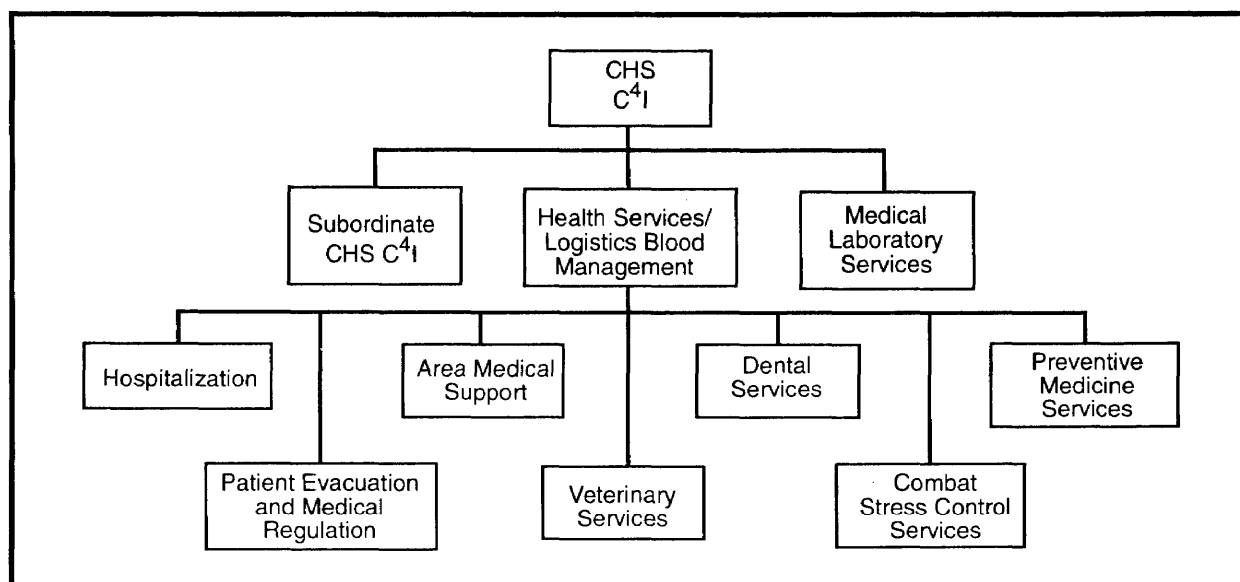 CHS
C⁴I
Subordinate
CHS C⁴I
Health Services/
Logistics Blood
Management
Medical
Laboratory
Services
Hospitalization
Area Medical
Support
Dental
Services
Preventive
Medicine
Services
Patient Evacuation
and Medical
Regulation
Veterinary
Services
Combat
Stress Control
Services